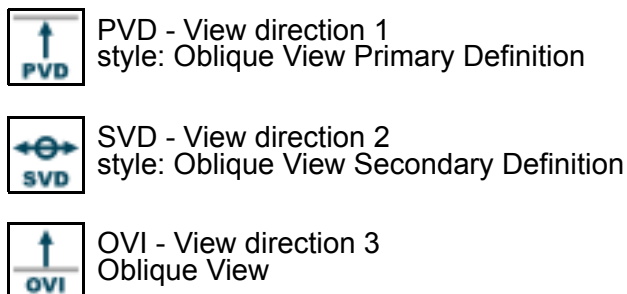 PVD
PVD - View direction 1
style: Oblique View Primary Definition
SVD
SVD - View direction 2
style: Oblique View Secondary Definition
OVI
OVI - View direction 3
Oblique View